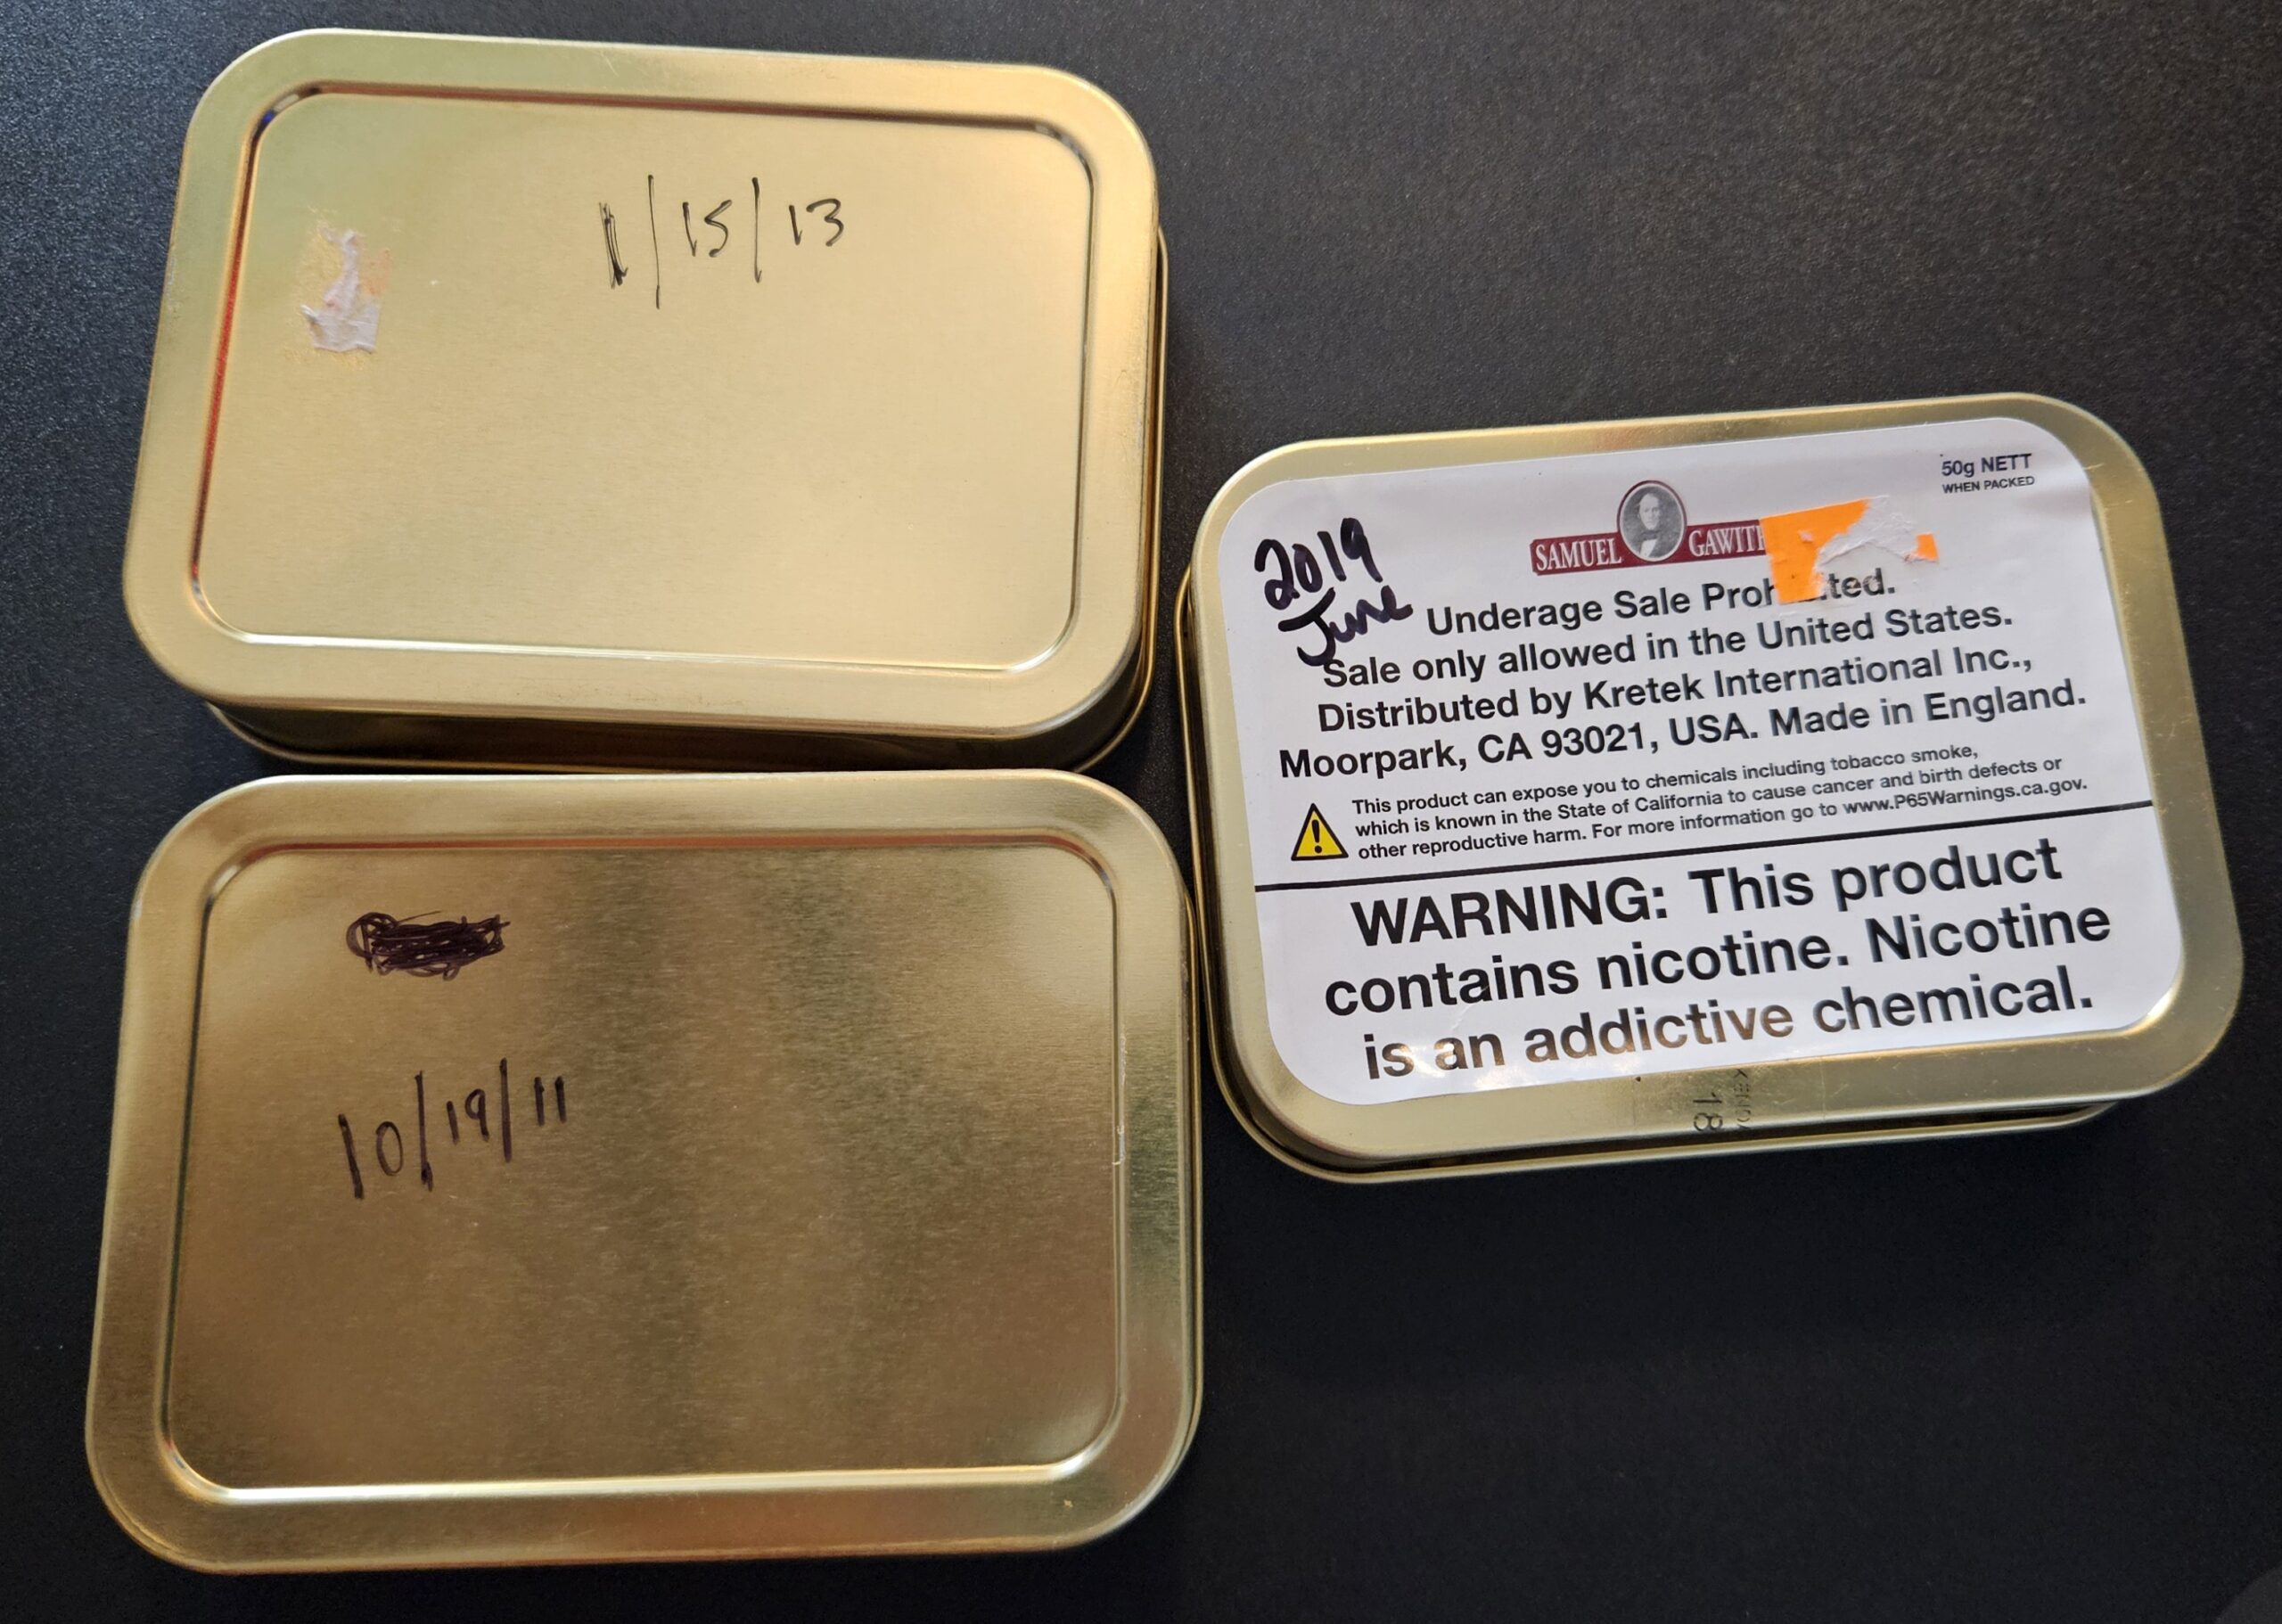 1/15/13
10/19/11
50g NETT
WHEN PACKED
SAMUEL GAWITH
2019
June
Underage Sale Prohibited.
Sale only allowed in the United States.
Distributed by Kretek International Inc.,
Moorpark, CA 93021, USA. Made in England.
This product can expose you to chemicals including tobacco smoke,
which is known in the State of California to cause cancer and birth defects or
other reproductive harm. For more information go to www.P65Warnings.ca.gov.
WARNING: This product
contains nicotine. Nicotine
is an addictive chemical.
18